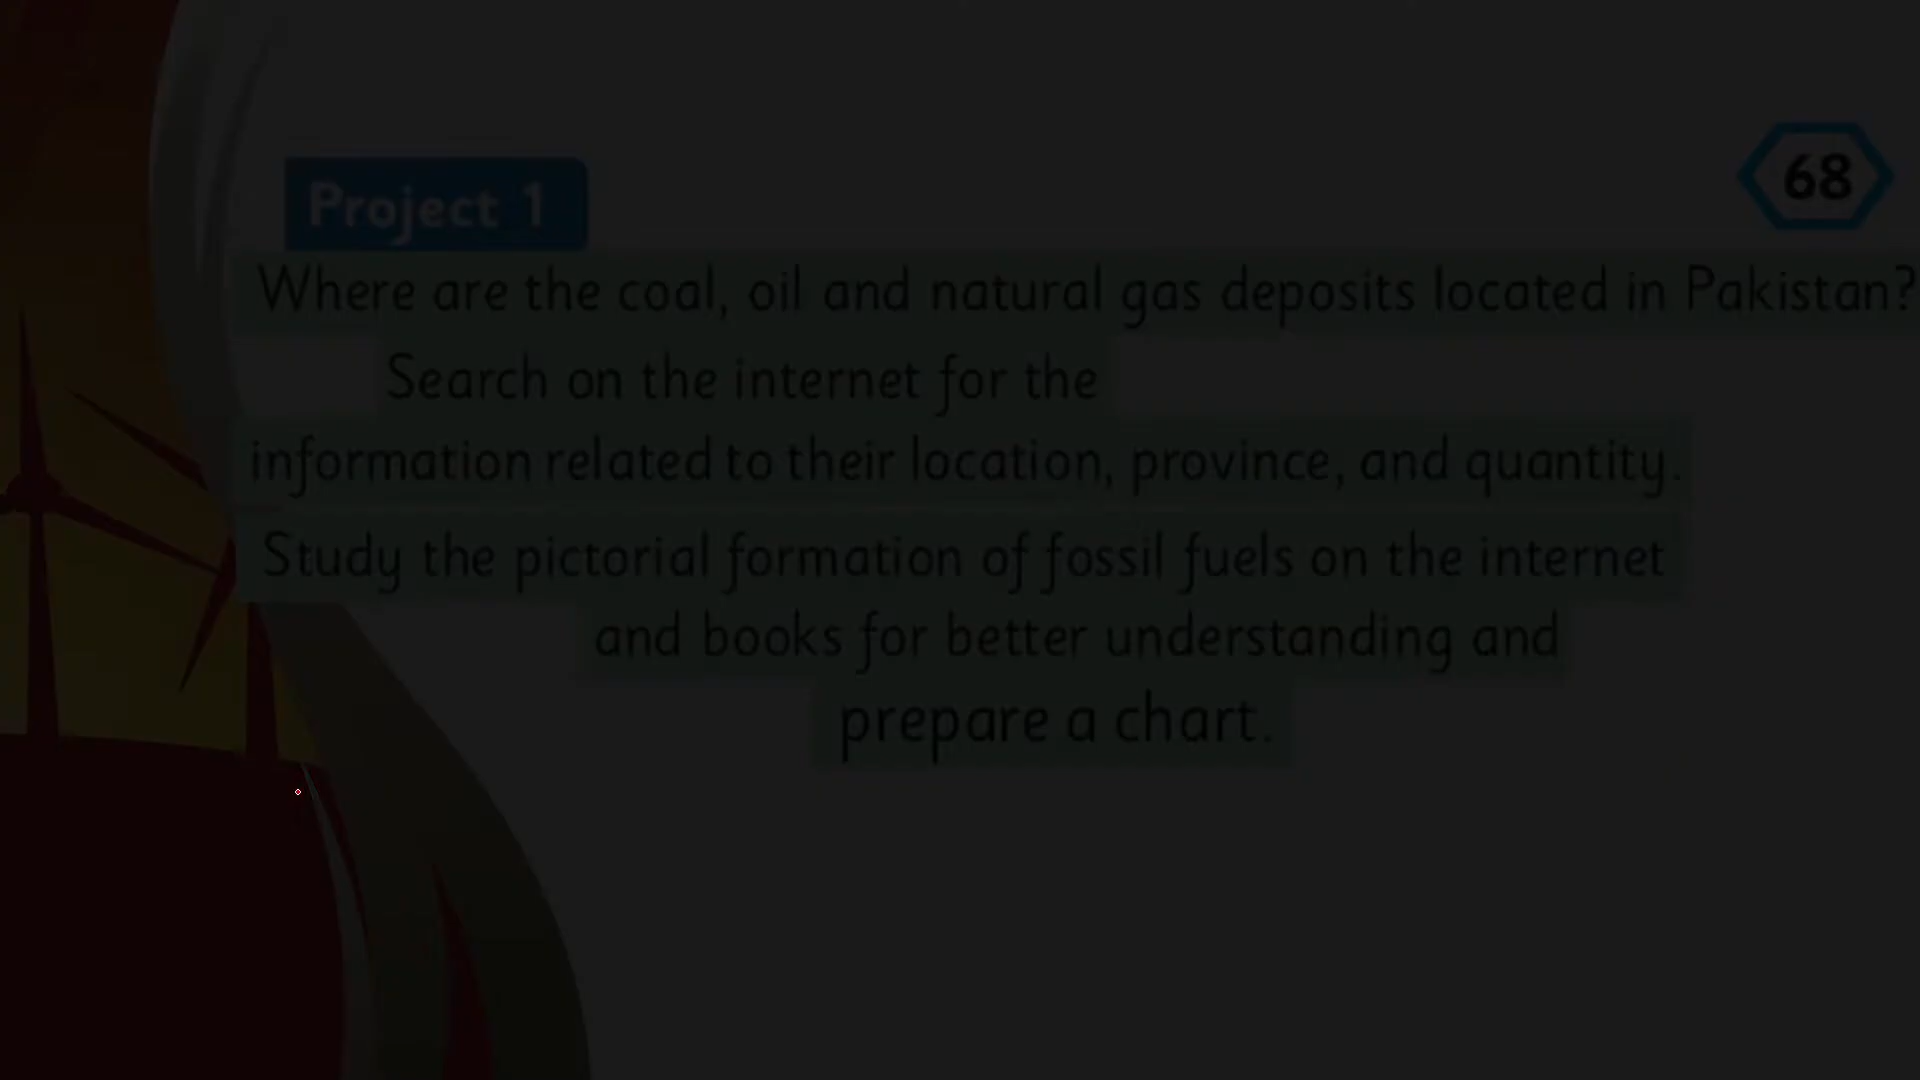 Project 1
68
Where are the coal, oil and natural gas deposits located in Pakistan?
Search on the internet for the
information related to their location, province, and quantity.
Study the pictorial formation of fossil fuels on the internet
and books for better understanding and
prepare a chart.